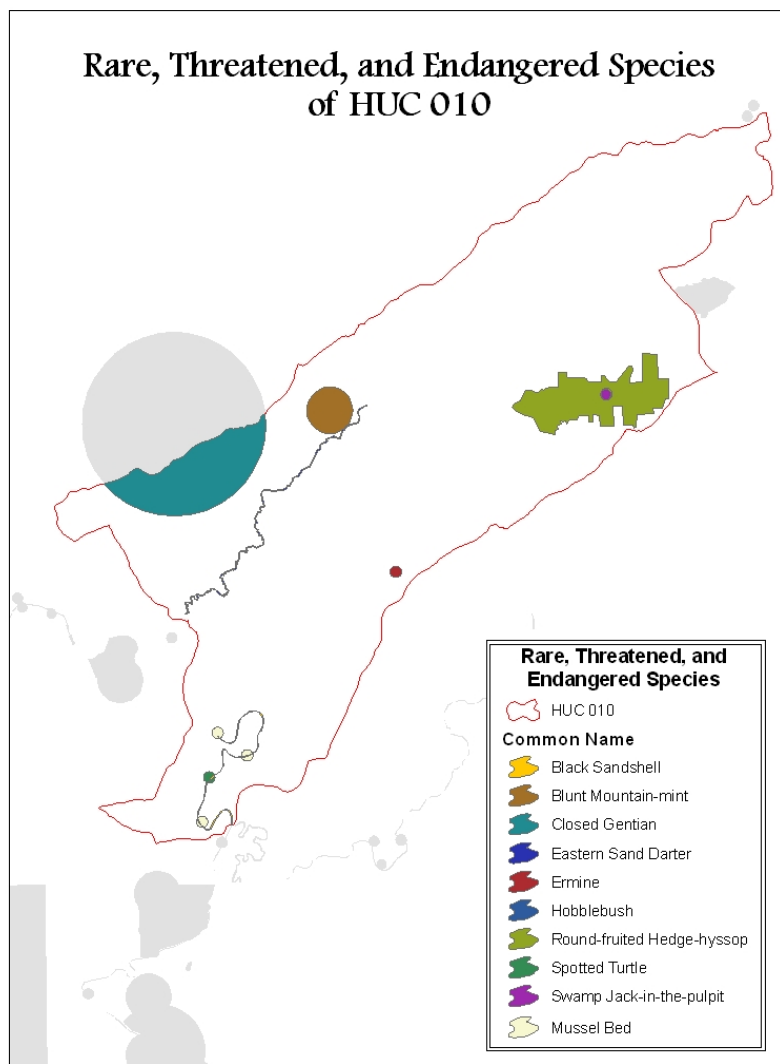 Rare, Threatened, and Endangered Species
of HUC 010
Rare, Threatened, and
Endangered Species
HUC 010
Common Name
Black Sandshell
Blunt Mountain-mint
Closed Gentian
Eastern Sand Darter
Ermine
Hobblebush
Round-fruited Hedge-hyssop
Spotted Turtle
Swamp Jack-in-the-pulpit
Mussel Bed